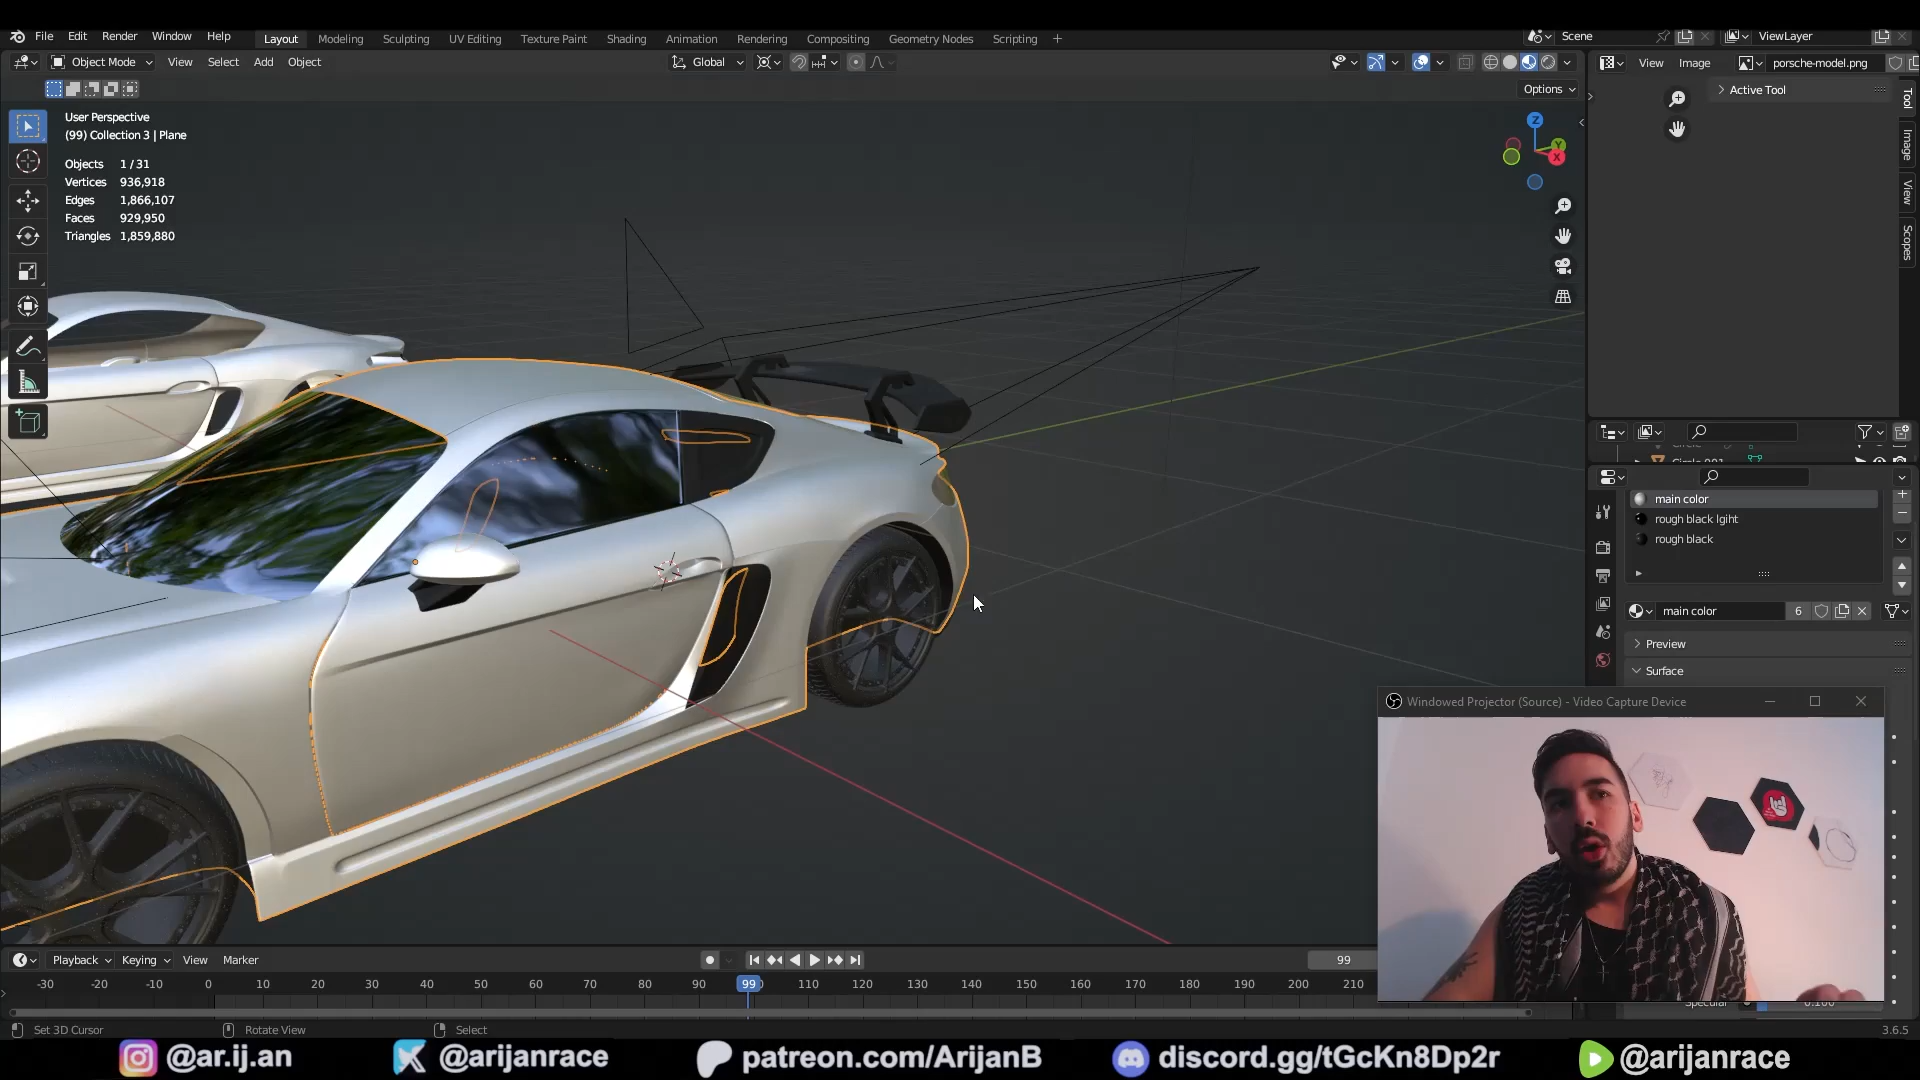 File Edit Render Window Help
Layout Modeling Sculpting UV Editing Texture Paint Shading Animation Rendering Compositing Geometry Nodes Scripting +
Scene
ViewLayer
Object Mode View Select Add Object
Global
View Image porsche-model.png
Options
Active Tool
Tool
Image
View
Scopes
User Perspective
(99) Collection 3 | Plane
Objects 1 / 31
Vertices 936,918
Edges 1,866,107
Faces 929,950
Triangles 1,859,880
Z
Y
X
main color
rough black lgiht
rough black
main color 6
Preview
Surface
Windowed Projector (Source) - Video Capture Device
Playback Keying View Marker
99
-30 -20 -10 0 10 20 30 40 50 60 70 80 90 99 110 120 130 140 150 160 170 180 190 200 210
Set 3D Cursor Rotate View Select
3.6.5
@ar.ij.an @arijanrace patreon.com/ArijanB discord.gg/tGcKn8Dp2r @arijanrace